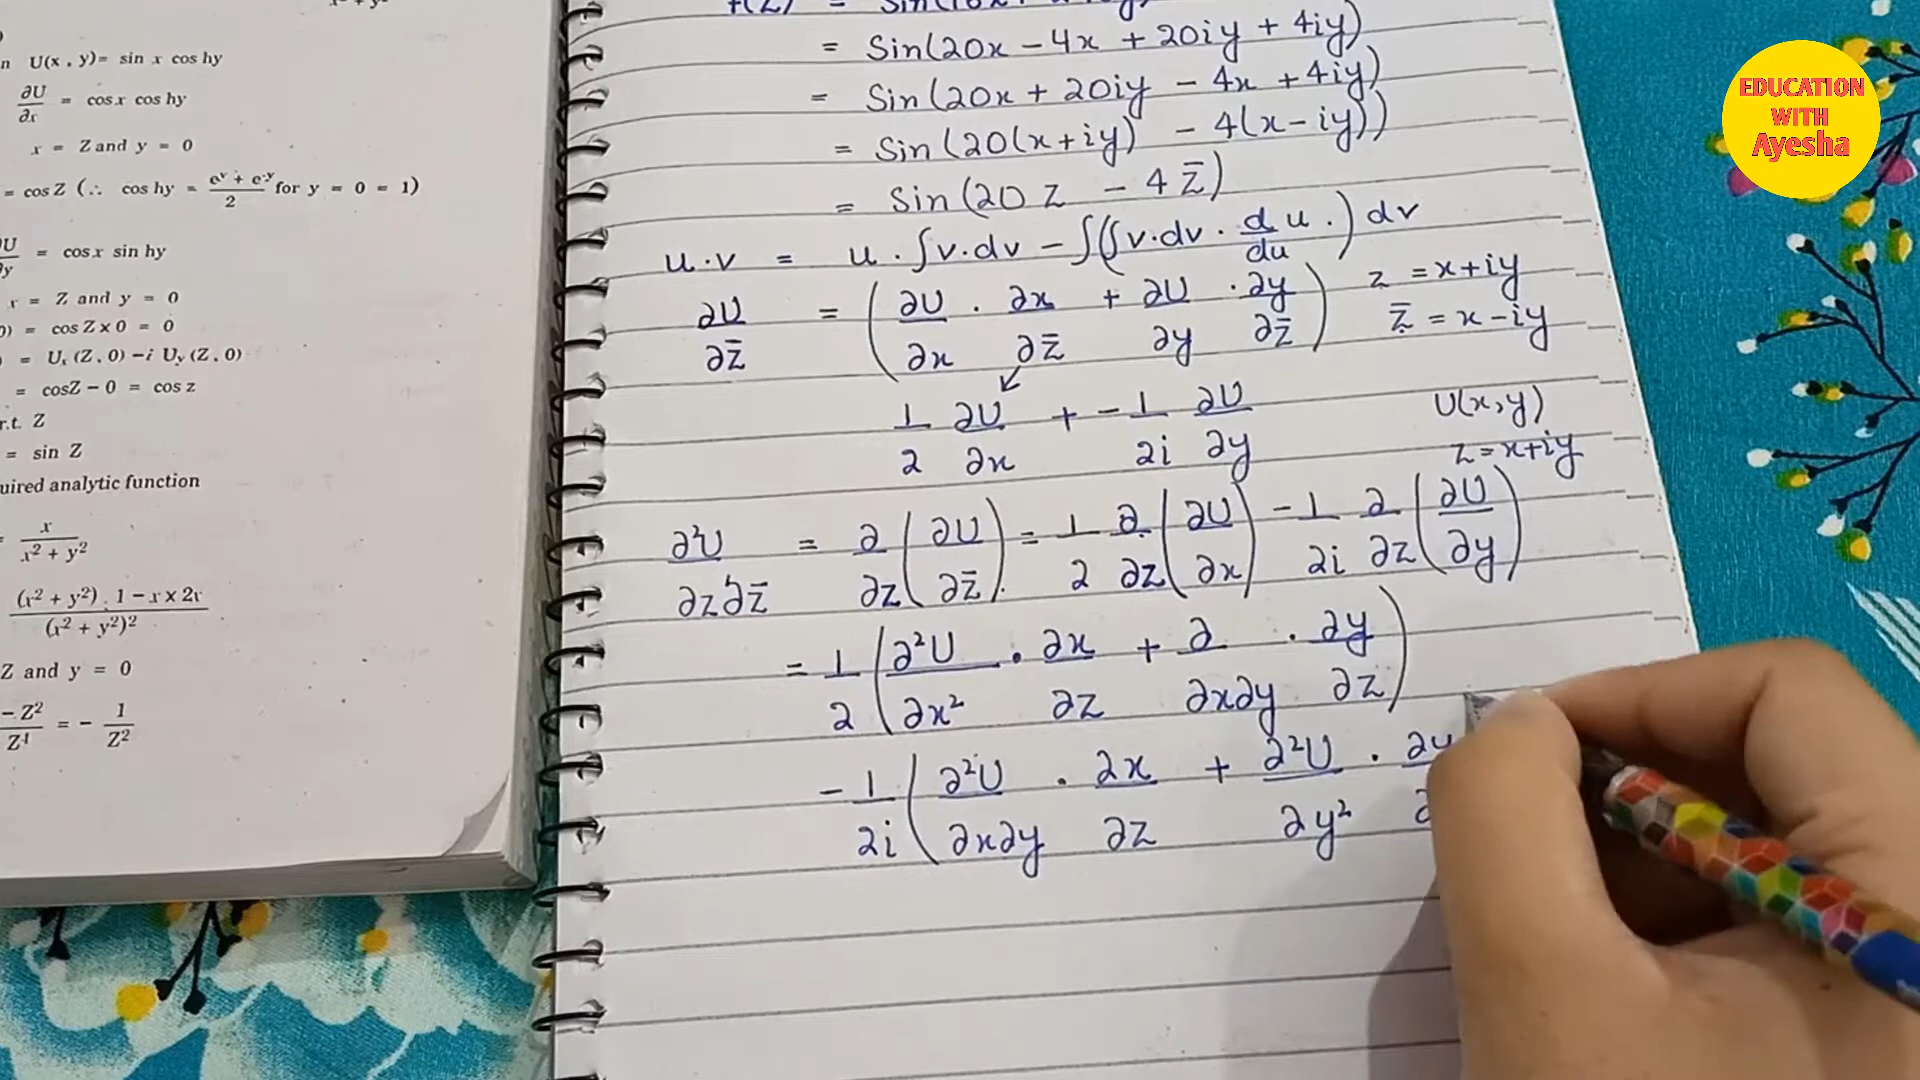 U(x , y)= sin x cos hy
∂U/∂x = cos x cos hy
x = Z and y = 0
= cos Z (∴ cos hy = (e^y + e^-y)/2 for y = 0 = 1)
= cos x sin hy
x = Z and y = 0
0) = cos Z × 0 = 0
= Ux (Z , 0) – i Uy (Z , 0)
= cosZ – 0 = cos z
r.t. Z
= sin Z
uired analytic function
= x/(x² + y²)
((x² + y²) . 1 – x × 2x)/(x² + y²)²
Z and y = 0
= – 1/Z²
= Sin(20x – 4x + 20iy + 4iy)
= Sin(20x + 20iy – 4x + 4iy)
= Sin(20(x+iy) – 4(x–iy))
= Sin(20 Z – 4 Z̄)
u.v = u . ∫v.dv – ∫(∫v.dv . d/du u .) dv
∂U/∂Z̄ = (∂U/∂x . ∂x/∂Z̄ + ∂U/∂y . ∂y/∂Z̄) z = x+iy
Z̄ = x – iy
1/2 ∂U/∂x + – 1/2i ∂U/∂y U(x,y)
z = x+iy
∂²U/∂z∂Z̄ = ∂/∂z (∂U/∂Z̄) = 1/2 ∂/∂z (∂U/∂x) – 1/2i ∂/∂z (∂U/∂y)
= 1/2 (∂²U/∂x² . ∂x/∂z + ∂/∂x∂y . ∂y/∂z)
– 1/2i (∂²U/∂x∂y . ∂x/∂z + ∂²U/∂y² . ∂y
EDUCATION
WITH
Ayesha